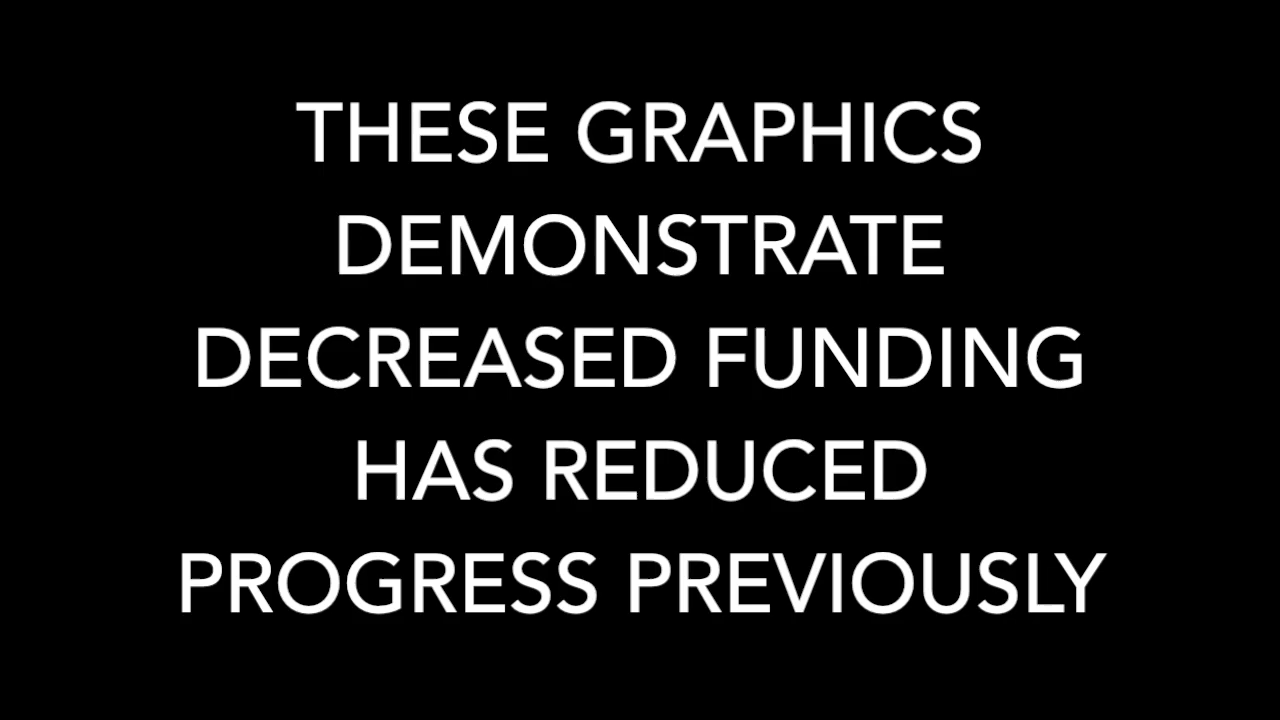 THESE GRAPHICS
DEMONSTRATE
DECREASED FUNDING
HAS REDUCED
PROGRESS PREVIOUSLY